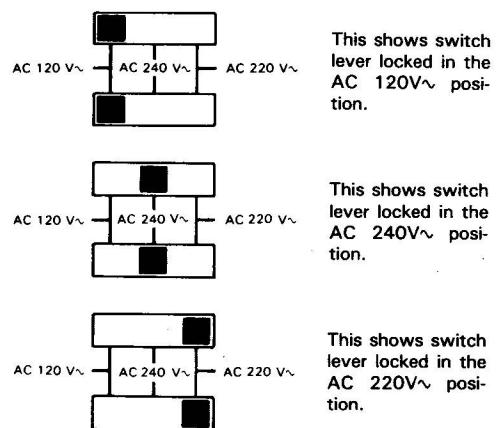 This shows switch
lever locked in the
AC 120V∿ posi-
tion.
AC 120 V∿ AC 240 V∿ AC 220 V∿
This shows switch
lever locked in the
AC 240V∿ posi-
tion.
AC 120 V∿ AC 240 V∿ AC 220 V∿
This shows switch
lever locked in the
AC 220V∿ posi-
tion.
AC 120 V∿ AC 240 V∿ AC 220 V∿